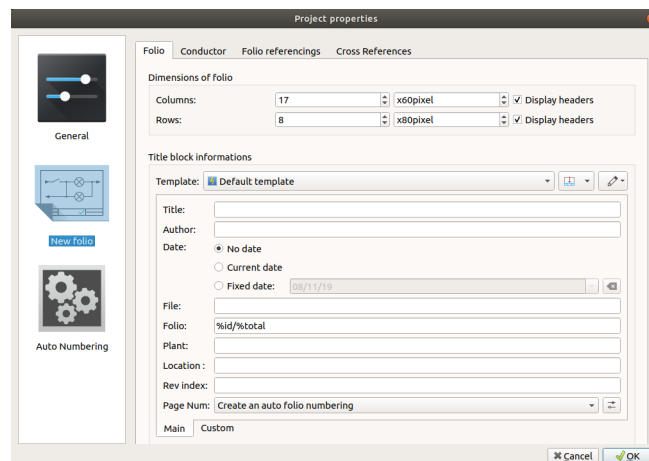 Project properties
General
New folio
Auto Numbering
Folio Conductor Folio referencings Cross References
Dimensions of folio
Columns: 17 x60pixel Display headers
Rows: 8 x80pixel Display headers
Title block informations
Template: Default template
Title:
Author:
Date: No date
Current date
Fixed date: 08/11/19
File:
Folio: %id/%total
Plant:
Location :
Rev index:
Page Num: Create an auto folio numbering
Main Custom
Cancel OK